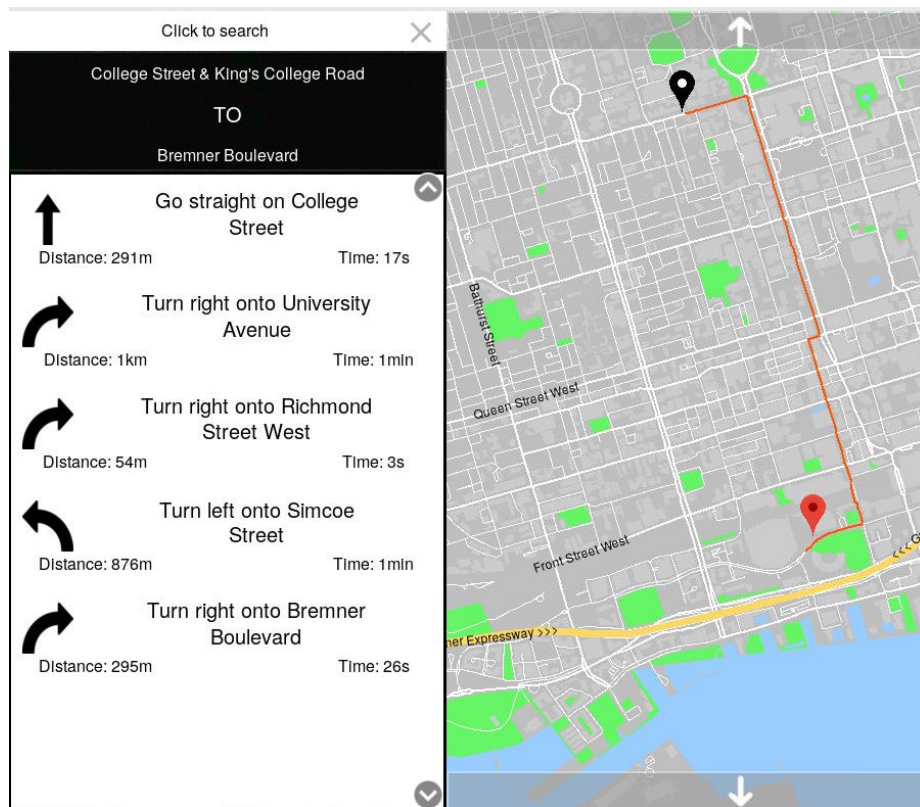 Click to search
College Street & King's College Road
TO
Bremner Boulevard
Go straight on College
Street
Distance: 291m Time: 17s
Turn right onto University
Avenue
Distance: 1km Time: 1min
Turn right onto Richmond
Street West
Distance: 54m Time: 3s
Turn left onto Simcoe
Street
Distance: 876m Time: 1min
Turn right onto Bremner
Boulevard
Distance: 295m Time: 26s
Bathurst Street
Queen Street West
Front Street West
<<< G
ner Expressway >>>